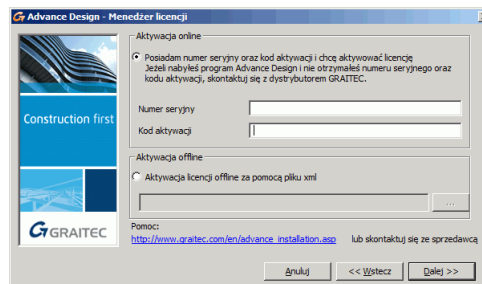 Advance Design - Menedżer licencji
Aktywacja online
Posiadam numer seryjny oraz kod aktywacji i chcę aktywować licencję
Jeżeli nabyłeś program Advance Design i nie otrzymałeś numeru seryjnego oraz
kodu aktywacji, skontaktuj się z dystrybutorem GRAITEC.
Numer seryjny
Kod aktywacji
Construction first
Aktywacja offline
Aktywacja licencji offline za pomocą pliku xml
...
GRAITEC
Pomoc:
http://www.graitec.com/en/advance_installation.asp lub skontaktuj się ze sprzedawcą
Anuluj << Wstecz Dalej >>